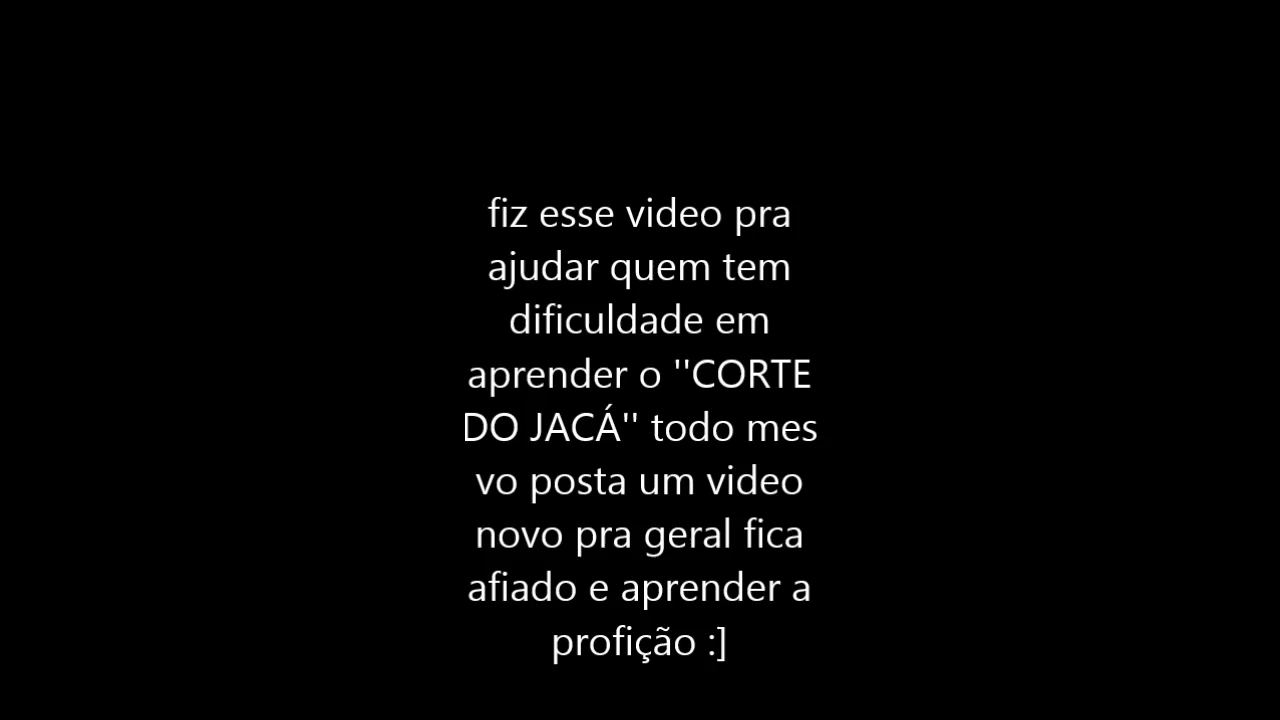 fiz esse video pra
ajudar quem tem
dificuldade em
aprender o ''CORTE
DO JACÁ'' todo mes
vo posta um video
novo pra geral fica
afiado e aprender a
profição :]